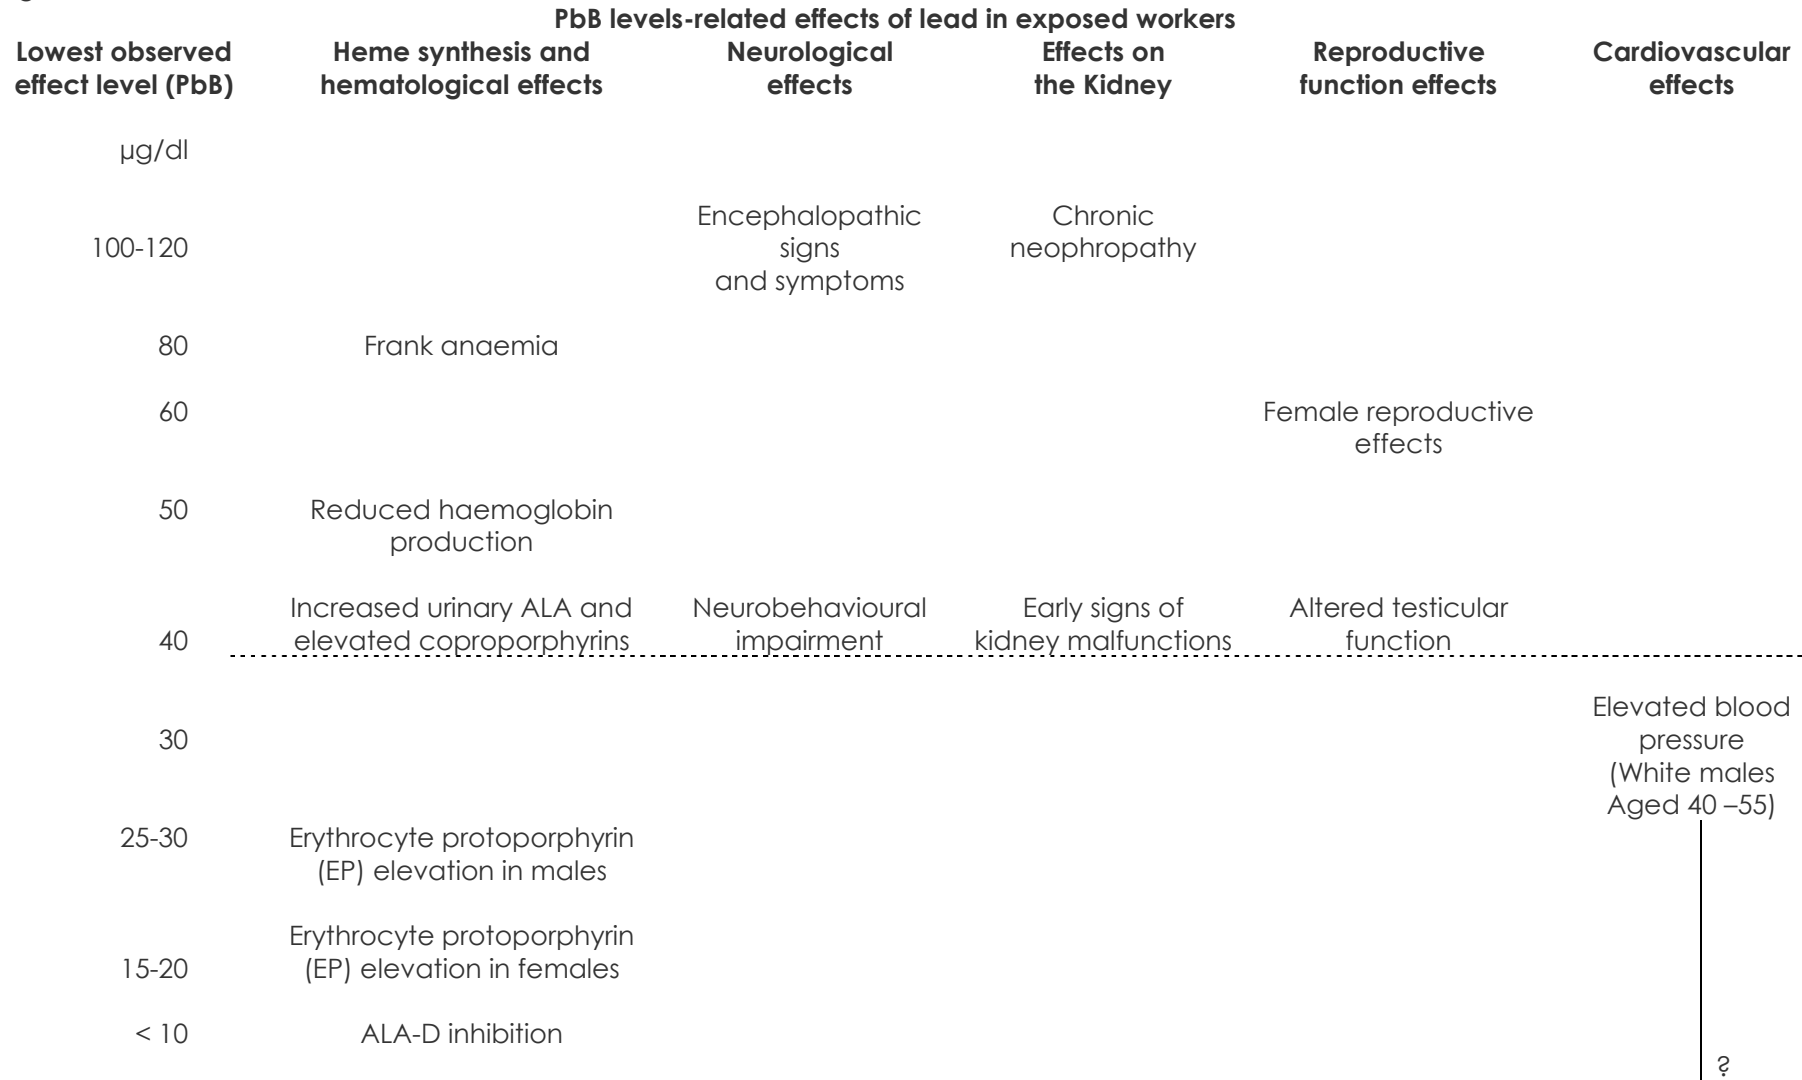 PbB levels-related effects of lead in exposed workers
Lowest observed effect level (PbB)	Heme synthesis and hematological effects	Neurological effects	Effects on the Kidney	Reproductive function effects	Cardiovascular effects
µg/dl
100-120	Encephalopathic signs and symptoms	Chronic neophropathy
80	Frank anaemia
60	Female reproductive effects
50	Reduced haemoglobin production
40	Increased urinary ALA and elevated coproporphyrins	Neurobehavioural impairment	Early signs of kidney malfunctions	Altered testicular function
30	Elevated blood pressure (White males Aged 40 –55)
25-30	Erythrocyte protoporphyrin (EP) elevation in males
15-20	Erythrocyte protoporphyrin (EP) elevation in females
< 10	ALA-D inhibition
?